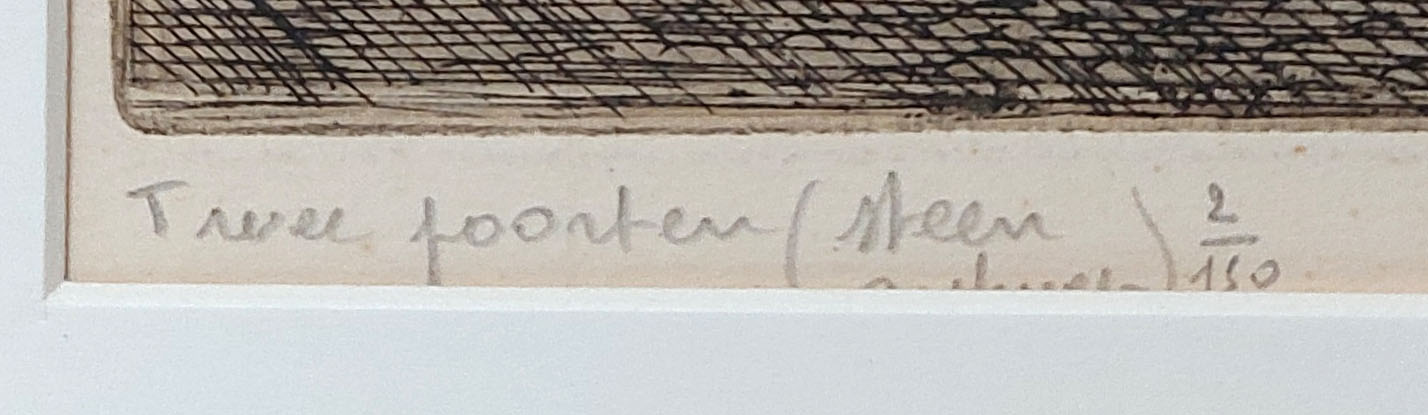 Twee poorten (steen ) 2/150